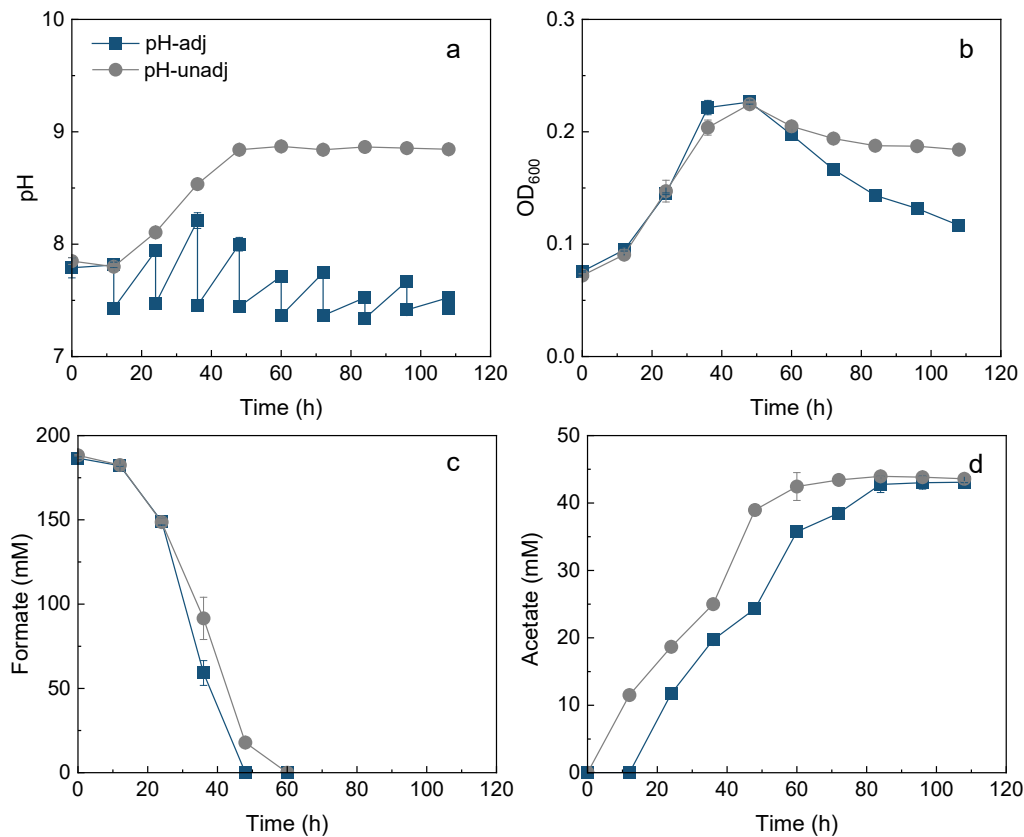 10
9
8
7
pH
pH-adj
pH-unadj
a
0 20 40 60 80 100 120
Time (h)
0.3
0.2
0.1
0.0
OD600
b
0 20 40 60 80 100 120
Time (h)
200
150
100
50
0
Formate (mM)
c
0 20 40 60 80 100 120
Time (h)
50
40
30
20
10
0
Acetate (mM)
d
0 20 40 60 80 100 120
Time (h)